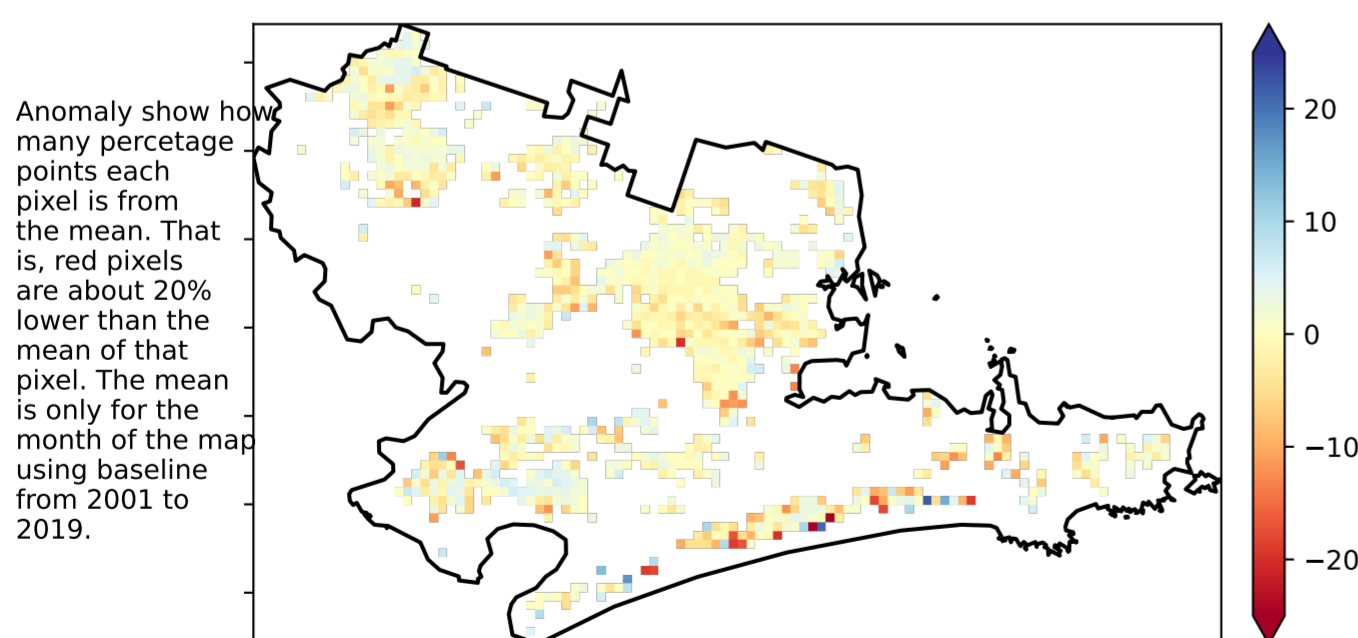 Anomaly show how
many percetage
points each
pixel is from
the mean. That
is, red pixels
are about 20%
lower than the
mean of that
pixel. The mean
is only for the
month of the map
using baseline
from 2001 to
2019.
20
10
0
−10
−20